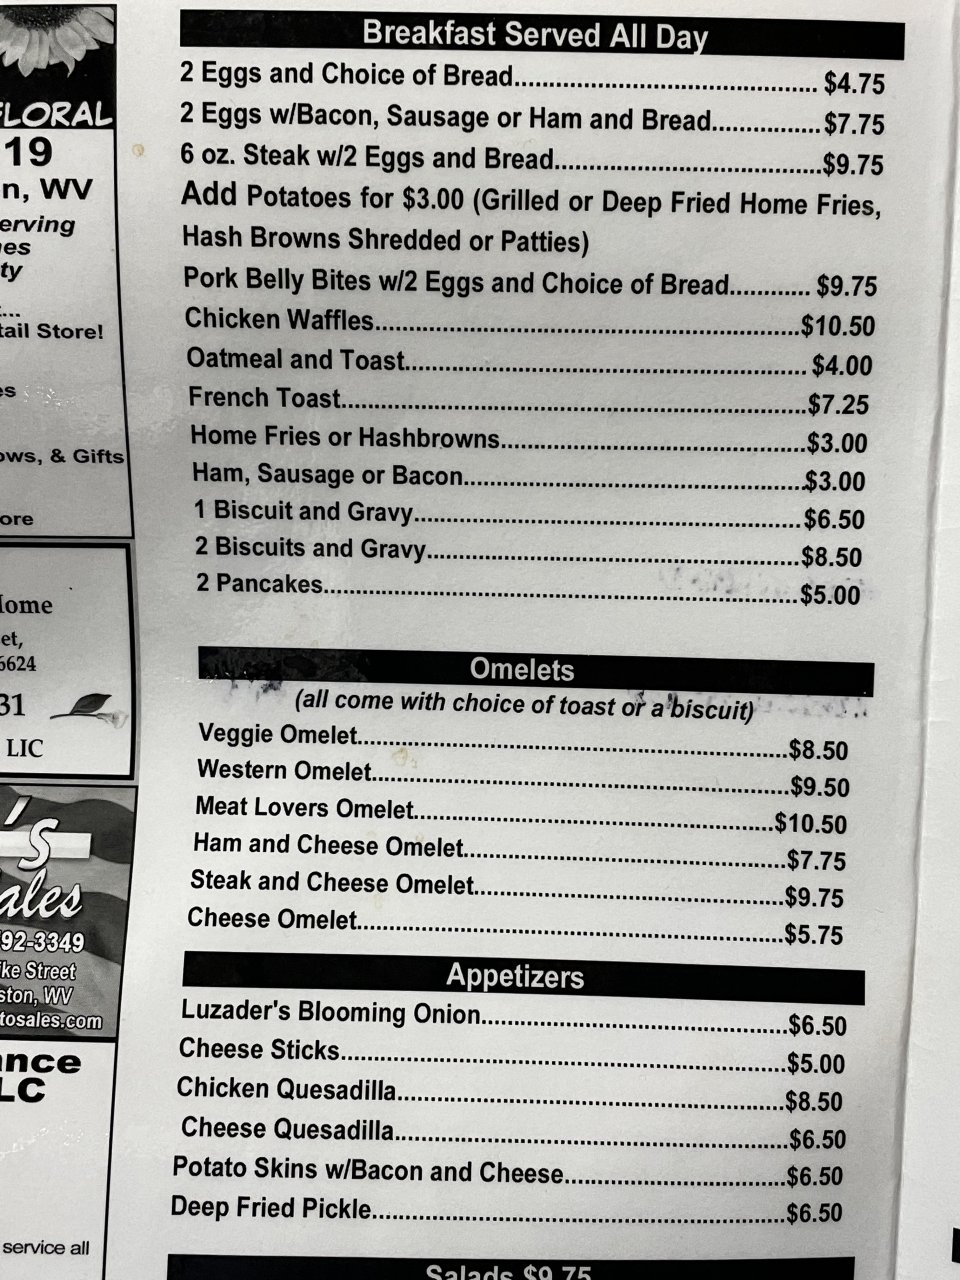 FLORAL
19
n, WV
erving
es
ty
...
tail Store!
es
ows, & Gifts
ore
Home
et,
6624
31
LIC
's
ales
92-3349
ke Street
ston, WV
tosales.com
ance
LC
service all
Breakfast Served All Day
2 Eggs and Choice of Bread.......... $4.75
2 Eggs w/Bacon, Sausage or Ham and Bread..........$7.75
6 oz. Steak w/2 Eggs and Bread..........$9.75
Add Potatoes for $3.00 (Grilled or Deep Fried Home Fries,
Hash Browns Shredded or Patties)
Pork Belly Bites w/2 Eggs and Choice of Bread.......... $9.75
Chicken Waffles..........$10.50
Oatmeal and Toast.......... $4.00
French Toast..........$7.25
Home Fries or Hashbrowns..........$3.00
Ham, Sausage or Bacon..........$3.00
1 Biscuit and Gravy..........$6.50
2 Biscuits and Gravy..........$8.50
2 Pancakes..........$5.00
Omelets
(all come with choice of toast or a biscuit)
Veggie Omelet..........$8.50
Western Omelet..........$9.50
Meat Lovers Omelet..........$10.50
Ham and Cheese Omelet..........$7.75
Steak and Cheese Omelet..........$9.75
Cheese Omelet..........$5.75
Appetizers
Luzader's Blooming Onion..........$6.50
Cheese Sticks..........$5.00
Chicken Quesadilla..........$8.50
Cheese Quesadilla..........$6.50
Potato Skins w/Bacon and Cheese..........$6.50
Deep Fried Pickle..........$6.50
Salads $9.75